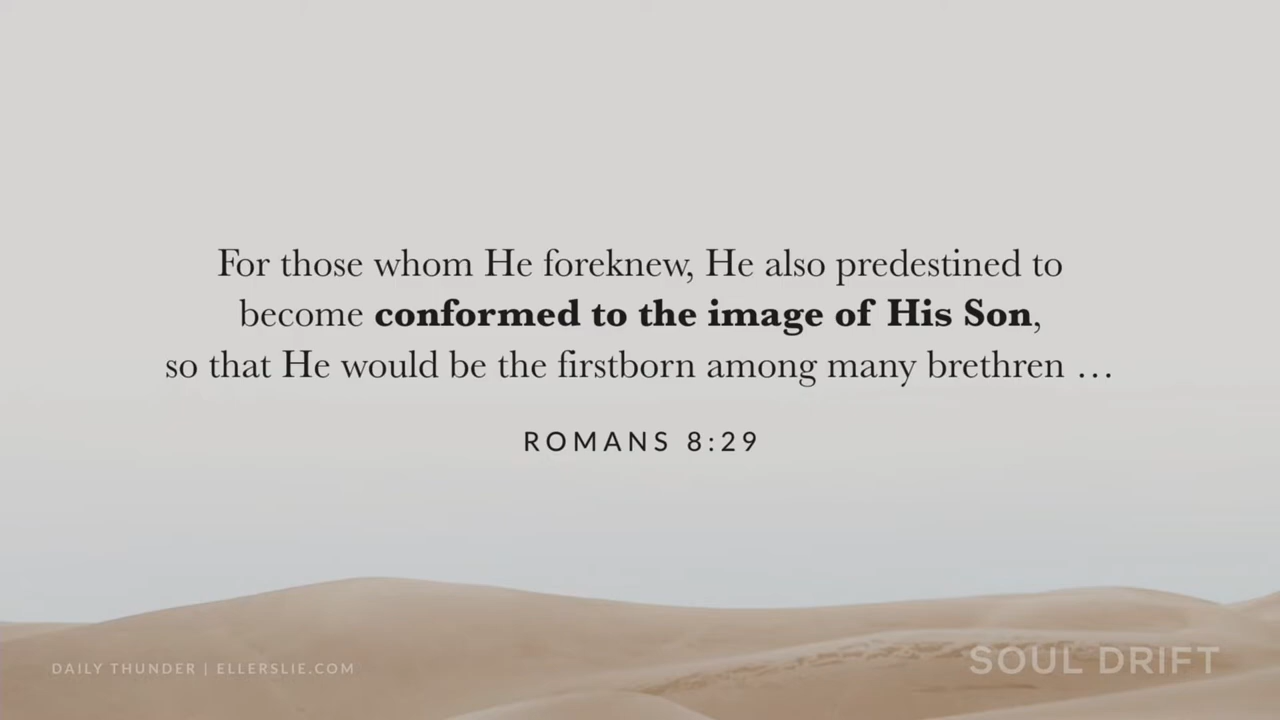 For those whom He foreknew, He also predestined to
become conformed to the image of His Son,
so that He would be the firstborn among many brethren …
ROMANS 8:29
DAILY THUNDER | ELLERSLIE.COM
SOUL DRIFT